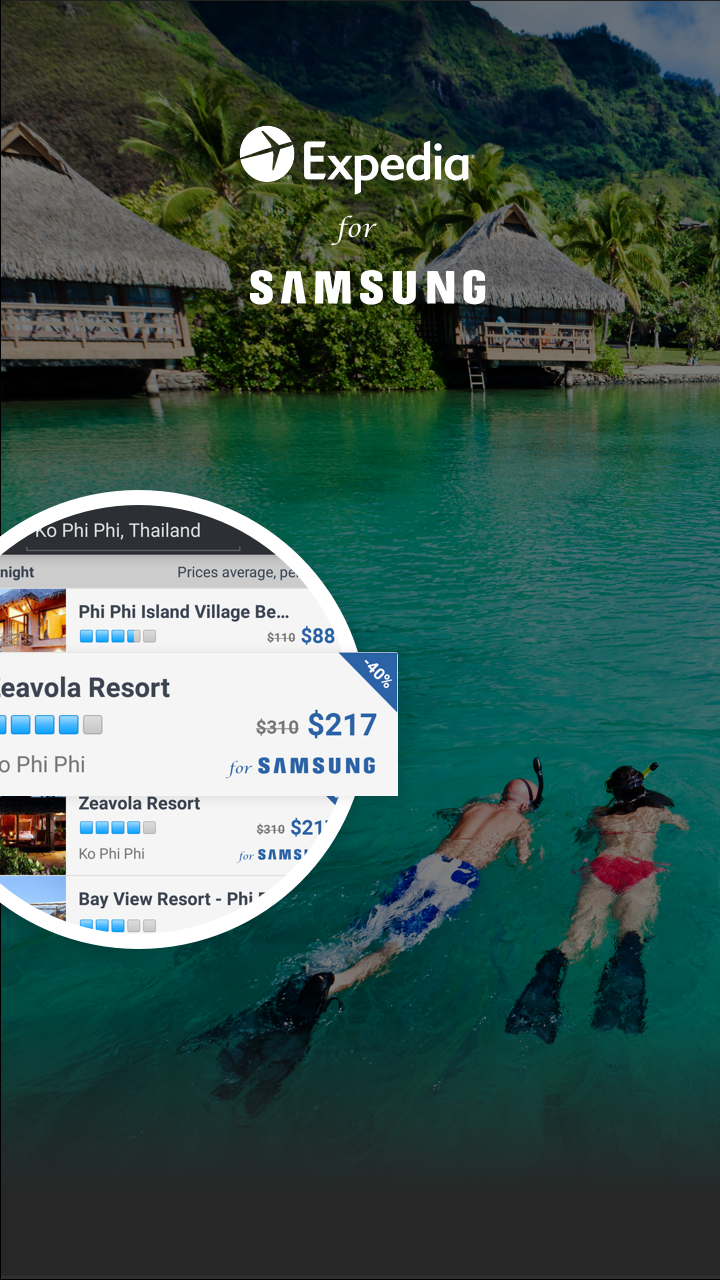 Expedia
for
SAMSUNG
Ko Phi Phi, Thailand
night
Prices average, pe
Phi Phi Island Village Be...
$110 $88
-40%
Zeavola Resort
$310 $217
o Phi Phi
for SAMSUNG
Zeavola Resort
$310 $217
Ko Phi Phi
for SAMS
Bay View Resort - Phi